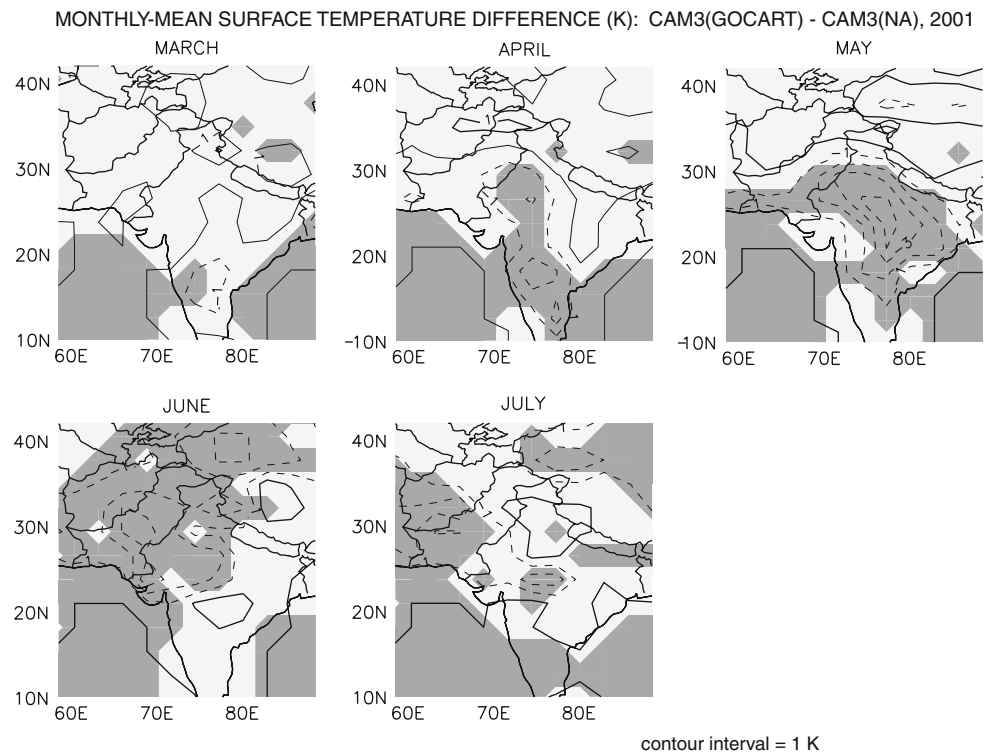 MONTHLY-MEAN SURFACE TEMPERATURE DIFFERENCE (K): CAM3(GOCART) - CAM3(NA), 2001
MARCH APRIL MAY
40N 40N 40N
30N 30N 30N
20N 20N 20N
10N -10N -10N
60E 70E 80E 60E 70E 80E 60E 70E 80E
JUNE JULY
40N 40N
30N 30N
20N 20N
10N 10N
60E 70E 80E 60E 70E 80E
contour interval = 1 K